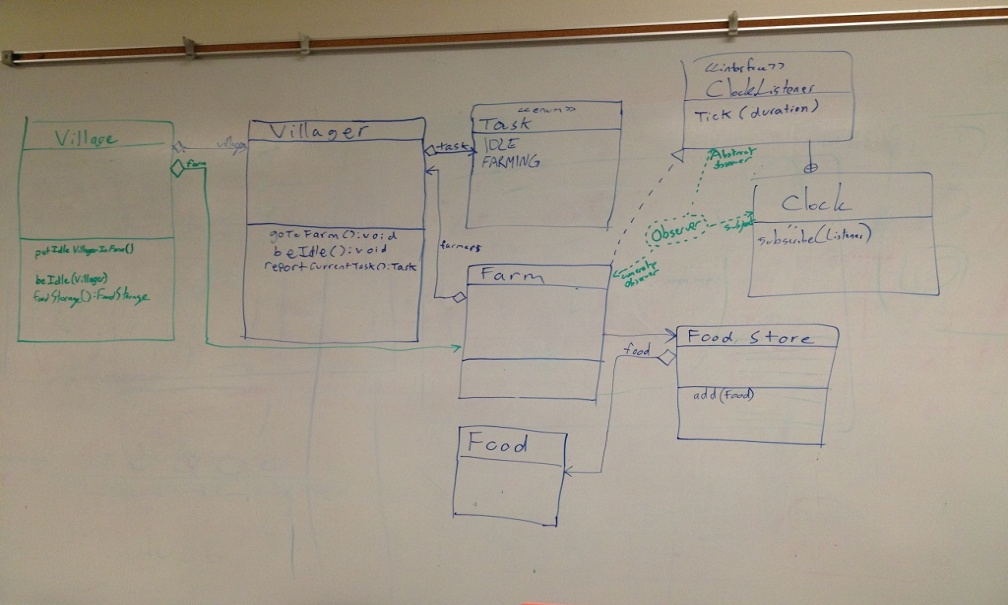 Village
putIdleVillagerInFarm()
beIdle(Villager)
foodStorage():FoodStorage
farm
Villager
goToFarm():void
beIdle():void
reportCurrentTask():Task
task
<<enum>>
Task
IDLE
FARMING
farmers
Farm
Food
food
Food Store
add(food)
<<interface>>
ClockListener
Tick (duration)
Clock
subscribe(Listener)
Observer
Abstract
Observer
subject
Concrete
Observer